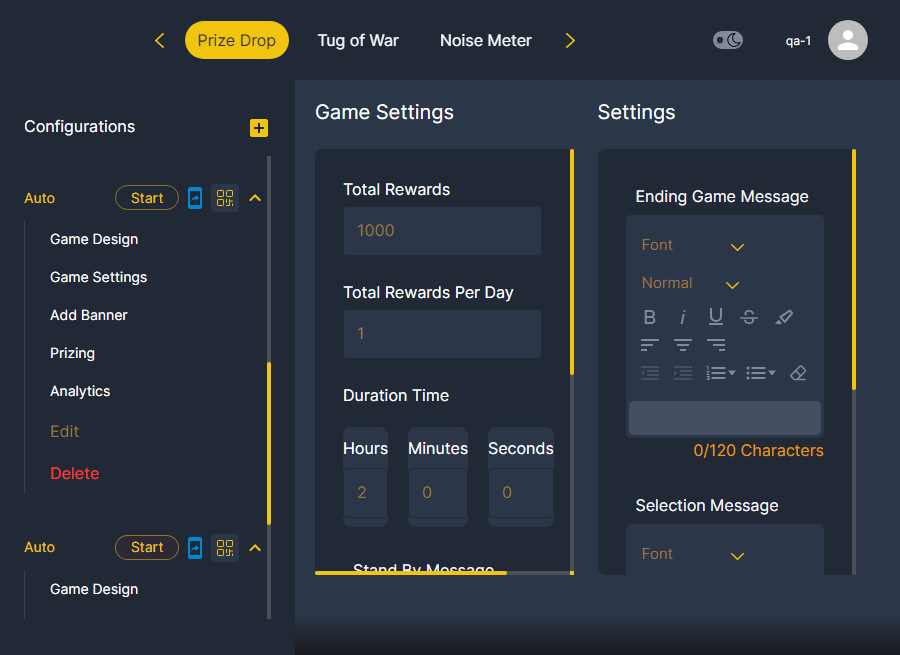 Prize Drop Tug of War Noise Meter qa-1
Configurations
Auto Start
Game Design
Game Settings
Add Banner
Prizing
Analytics
Edit
Delete
Auto Start
Game Design
Game Settings
Total Rewards
1000
Total Rewards Per Day
1
Duration Time
Hours Minutes Seconds
2 0 0
Stand By Message
Settings
Ending Game Message
Font
Normal
B i U S
0/120 Characters
Selection Message
Font